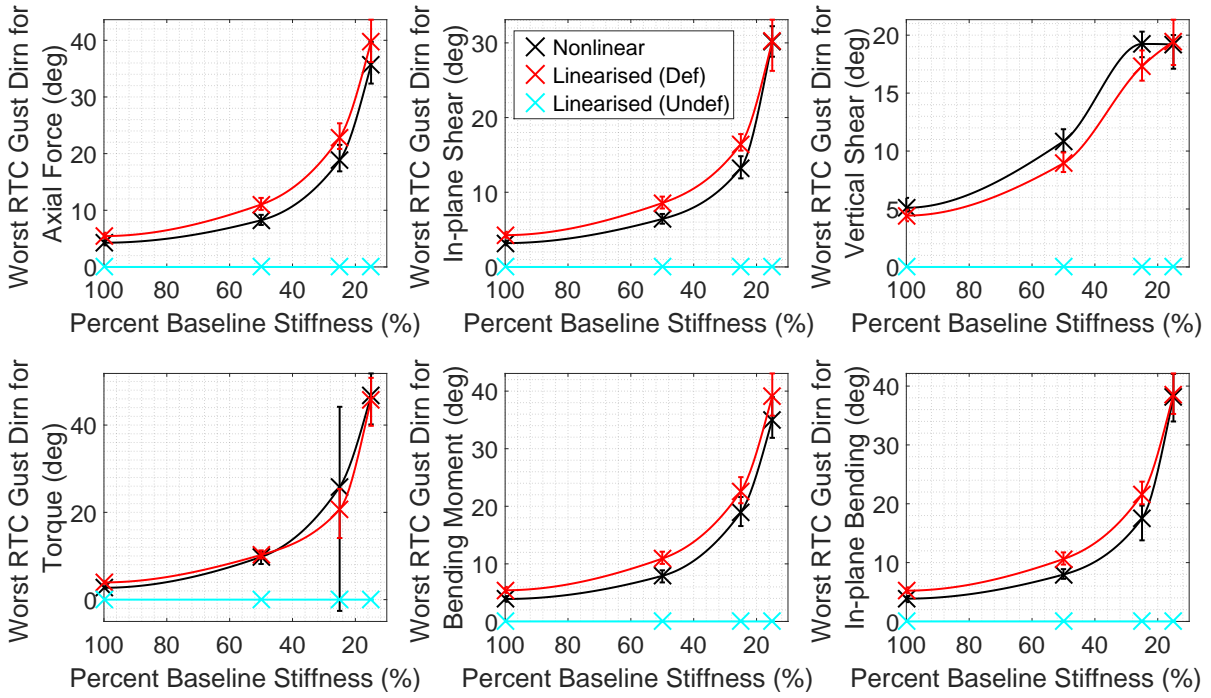 Worst RTC Gust Dirn for
Axial Force (deg)
40
30
20
10
0
100
80
60
40
20
Percent Baseline Stiffness (%)
Worst RTC Gust Dirn for
In-plane Shear (deg)
30
20
10
0
Nonlinear
Linearised (Def)
Linearised (Undef)
100
80
60
40
20
Percent Baseline Stiffness (%)
Worst RTC Gust Dirn for
Vertical Shear (deg)
20
15
10
5
0
100
80
60
40
20
Percent Baseline Stiffness (%)
Worst RTC Gust Dirn for
Torque (deg)
40
20
0
100
80
60
40
20
Percent Baseline Stiffness (%)
Worst RTC Gust Dirn for
Bending Moment (deg)
40
30
20
10
0
100
80
60
40
20
Percent Baseline Stiffness (%)
Worst RTC Gust Dirn for
In-plane Bending (deg)
40
30
20
10
0
100
80
60
40
20
Percent Baseline Stiffness (%)